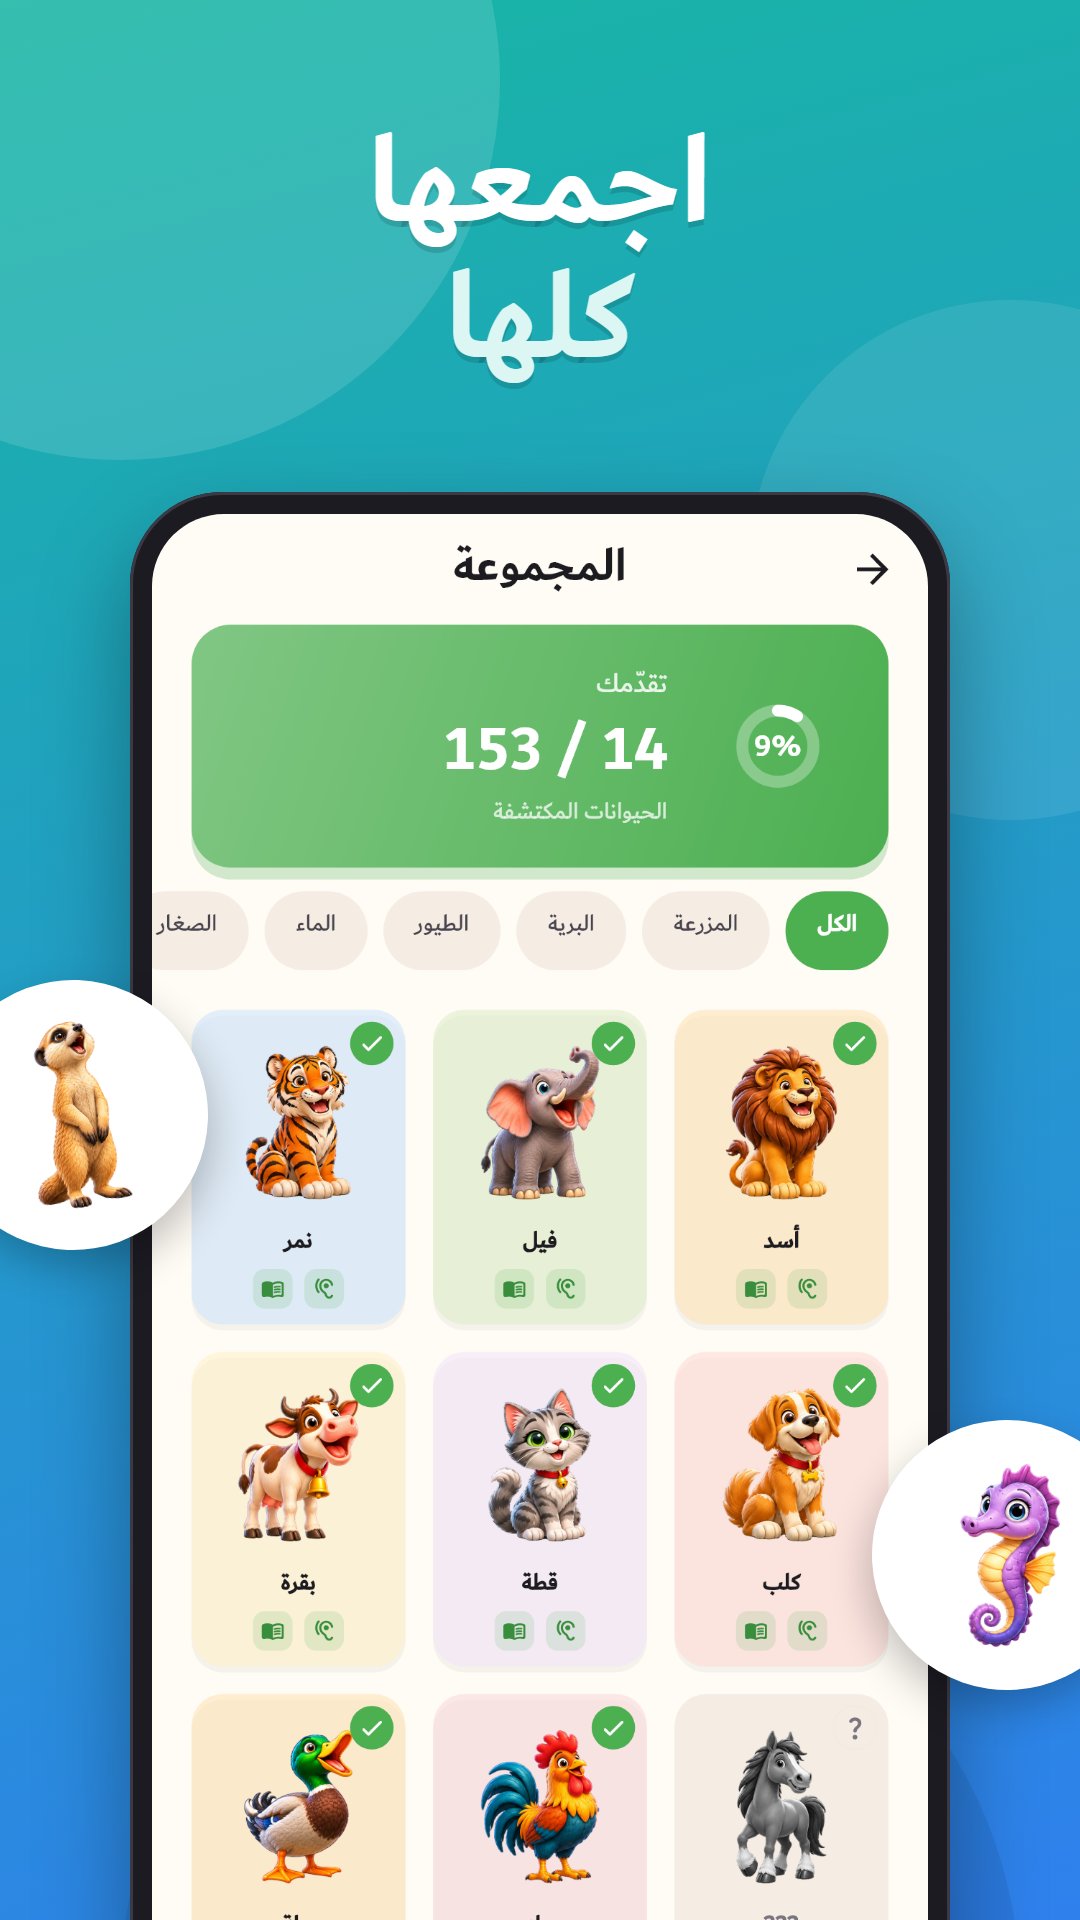 اجمعها
كلها
المجموعة
تقدّمك
14 / 153
9%
الحيوانات المكتشفة
الكل
المزرعة
البرية
الطيور
الماء
الصغار
أسد
فيل
نمر
كلب
قطة
بقرة
?